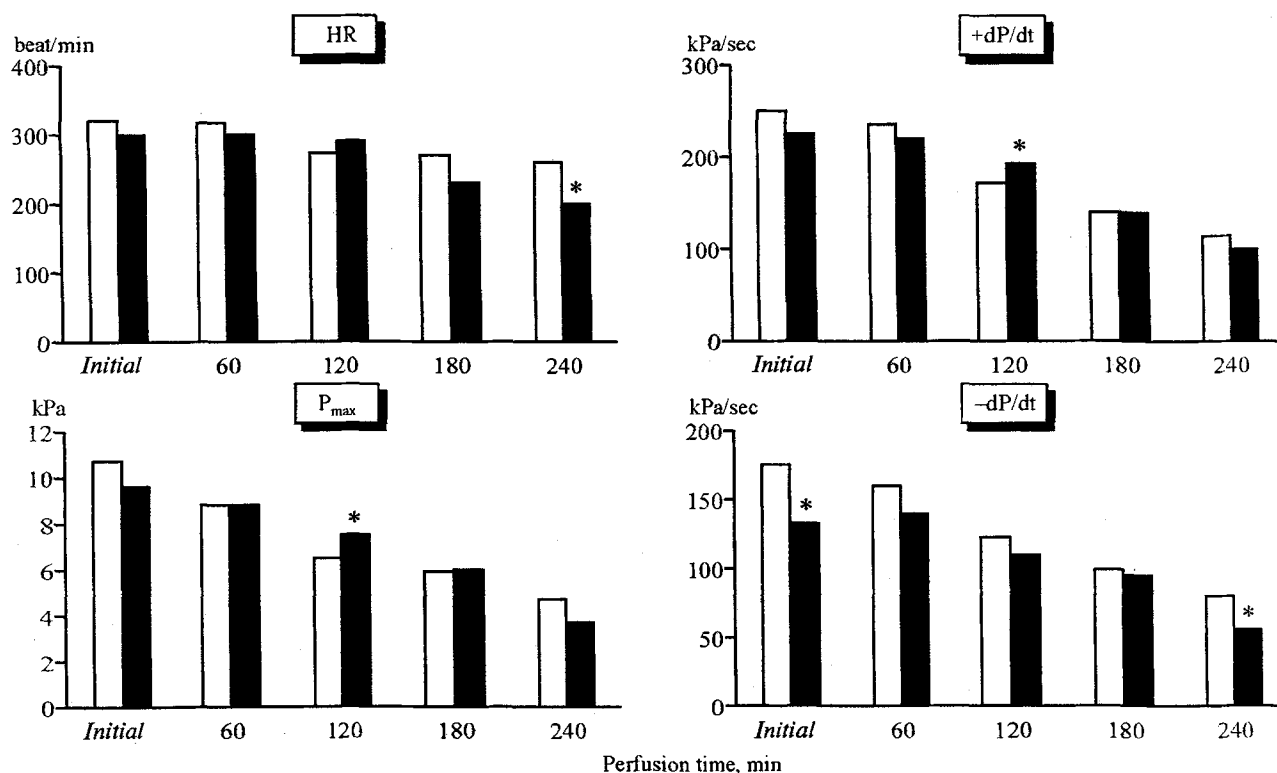 HR
beat/min
400
300
200
100
0
*
Initial 60 120 180 240
+dP/dt
kPa/sec
300
200
100
0
*
Initial 60 120 180 240
P max
kPa
12
10
8
6
4
2
0
*
Initial 60 120 180 240
–dP/dt
kPa/sec
200
150
100
50
0
* *
Initial 60 120 180 240
Perfusion time, min